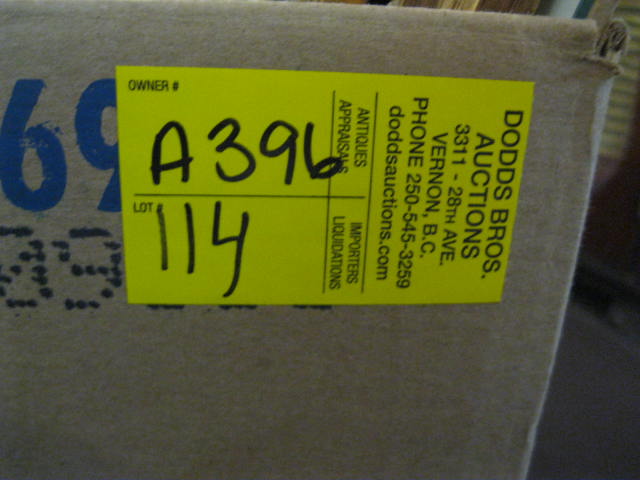 69
OWNER #
A396
LOT #
114
ANTIQUES
APPRAISALS
IMPORTERS
LIQUIDATIONS
DODDS BROS.
AUCTIONS
3311 - 28TH AVE.
VERNON, B.C.
PHONE 250-545-3259
doddsauctions.com